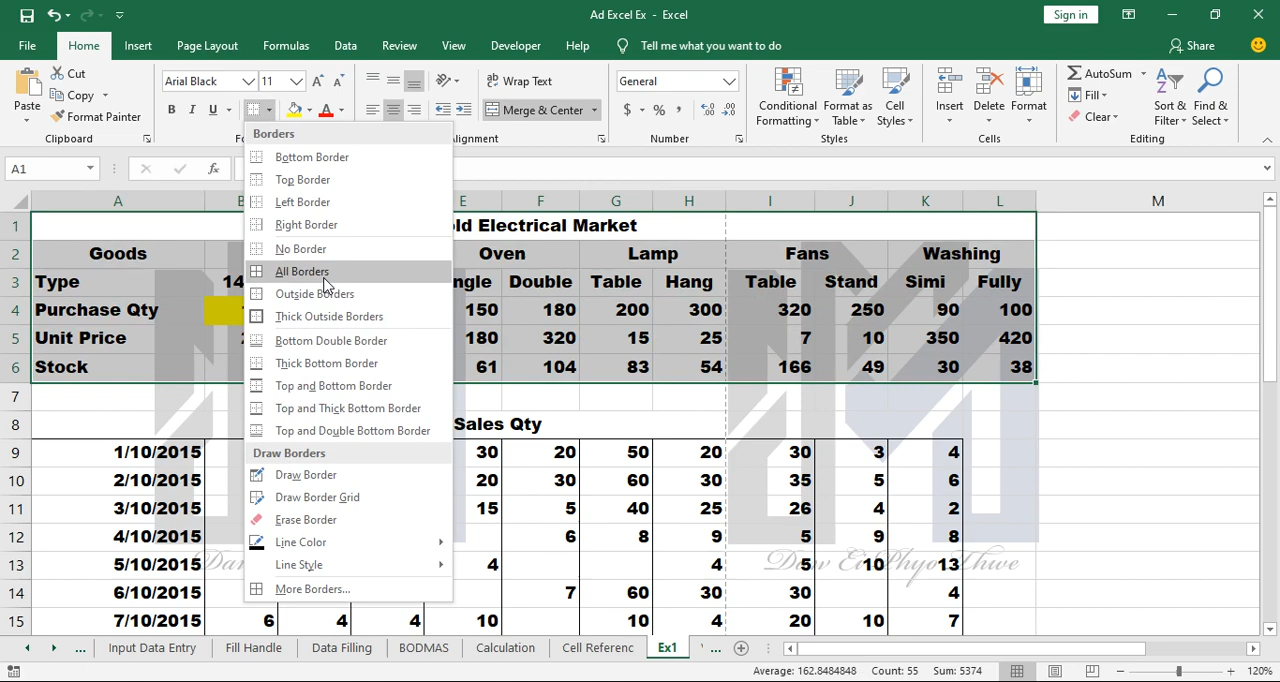 Ad Excel Ex - Excel
Sign in
File Home Insert Page Layout Formulas Data Review View Developer Help Tell me what you want to do Share
Cut
Copy
Format Painter
Paste
Clipboard
Arial Black 11
B I U
Wrap Text
Merge & Center
Alignment
General
$ % ,
Number
Conditional Formatting
Format as Table
Cell Styles
Styles
Insert Delete Format
Cells
AutoSum
Fill
Clear
Sort & Filter
Find & Select
Editing
A1
fx
Borders
Bottom Border
Top Border
Left Border
Right Border
No Border
All Borders
Outside Borders
Thick Outside Borders
Bottom Double Border
Thick Bottom Border
Top and Bottom Border
Top and Thick Bottom Border
Top and Double Bottom Border
Draw Borders
Draw Border
Draw Border Grid
Erase Border
Line Color
Line Style
More Borders...
A E F G H I J K L M
1 ld Electrical Market
2 Goods Oven Lamp Fans Washing
3 Type 14 ngle Double Table Hang Table Stand Simi Fully
4 Purchase Qty 150 180 200 300 320 250 90 100
5 Unit Price 180 320 15 25 7 10 350 420
6 Stock 61 104 83 54 166 49 30 38
7
8 Sales Qty
9 1/10/2015 30 20 50 20 30 3 4
10 2/10/2015 20 30 60 30 35 5 6
11 3/10/2015 15 5 40 25 26 4 2
12 4/10/2015 6 8 9 5 9 8
13 5/10/2015 4 4 5 10 13
14 6/10/2015 7 60 30 30 4
15 7/10/2015 6 4 4 10 10 4 20 10 7
Daw Ei Phyo Thwe
... Input Data Entry Fill Handle Data Filling BODMAS Calculation Cell Referenc Ex1 ...
Average: 162.8484848 Count: 55 Sum: 5374 120%